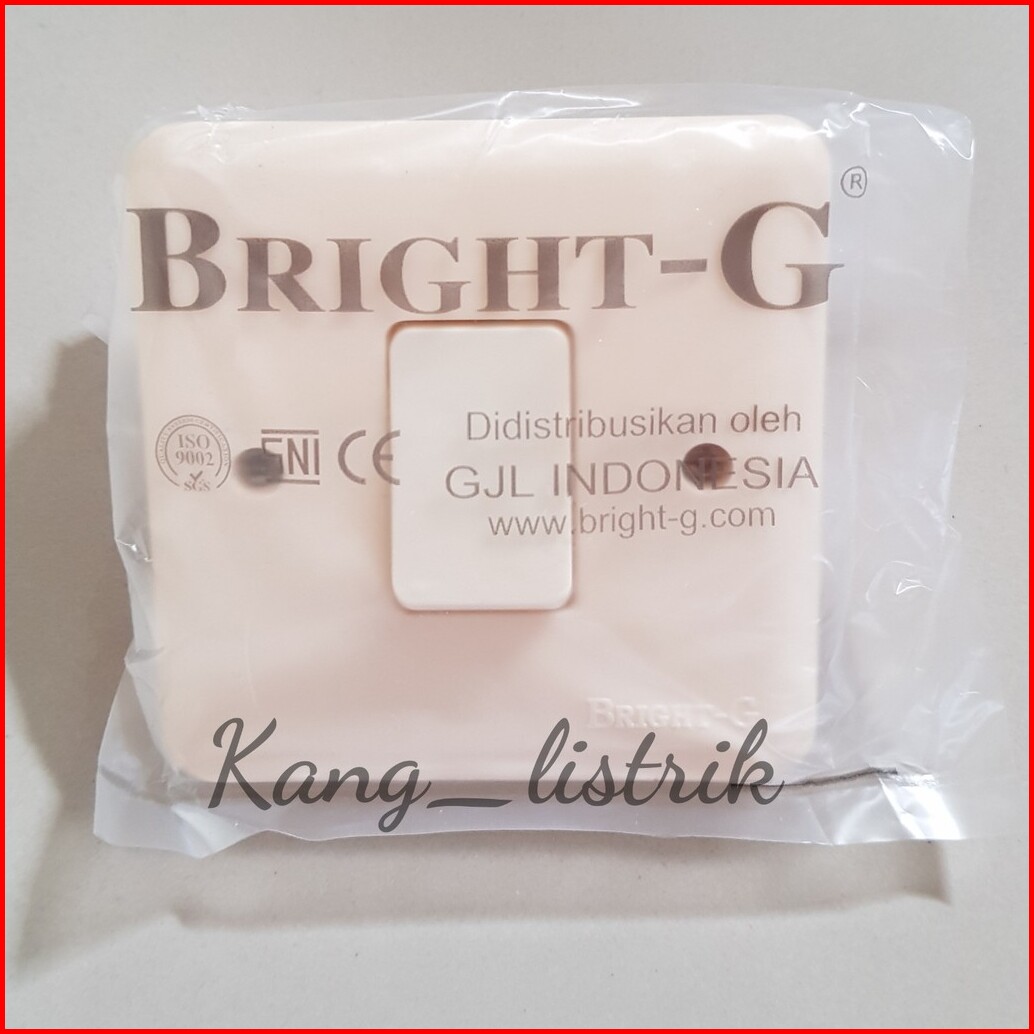 BRIGHT-G®
ISO
9002
SGS
SNI CE
Didistribusikan oleh
GJL INDONESIA
www.bright-g.com
BRIGHT-G
Kang_listrik